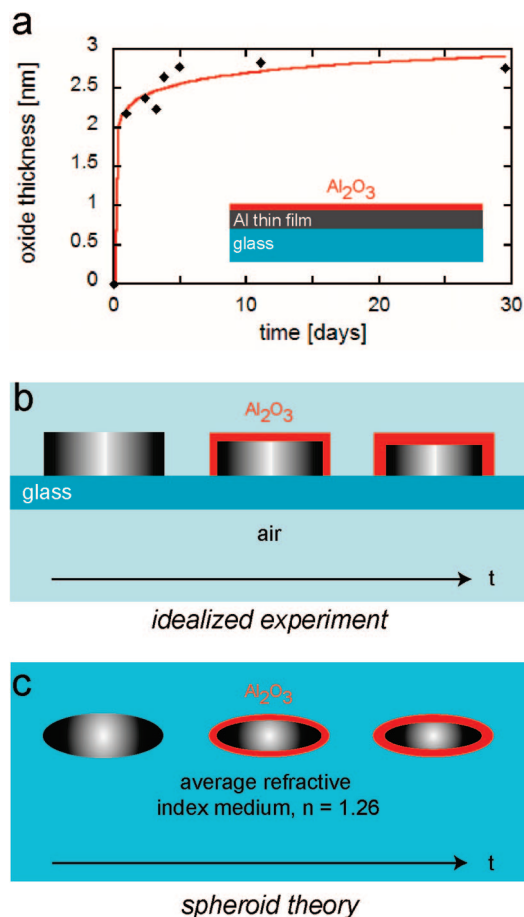 a
3
2.5
2
1.5
1
0.5
0
oxide thickness [nm]
Al₂O₃
Al thin film
glass
0
10
20
30
time [days]
b
Al₂O₃
glass
air
t
idealized experiment
c
Al₂O₃
average refractive
index medium, n = 1.26
t
spheroid theory